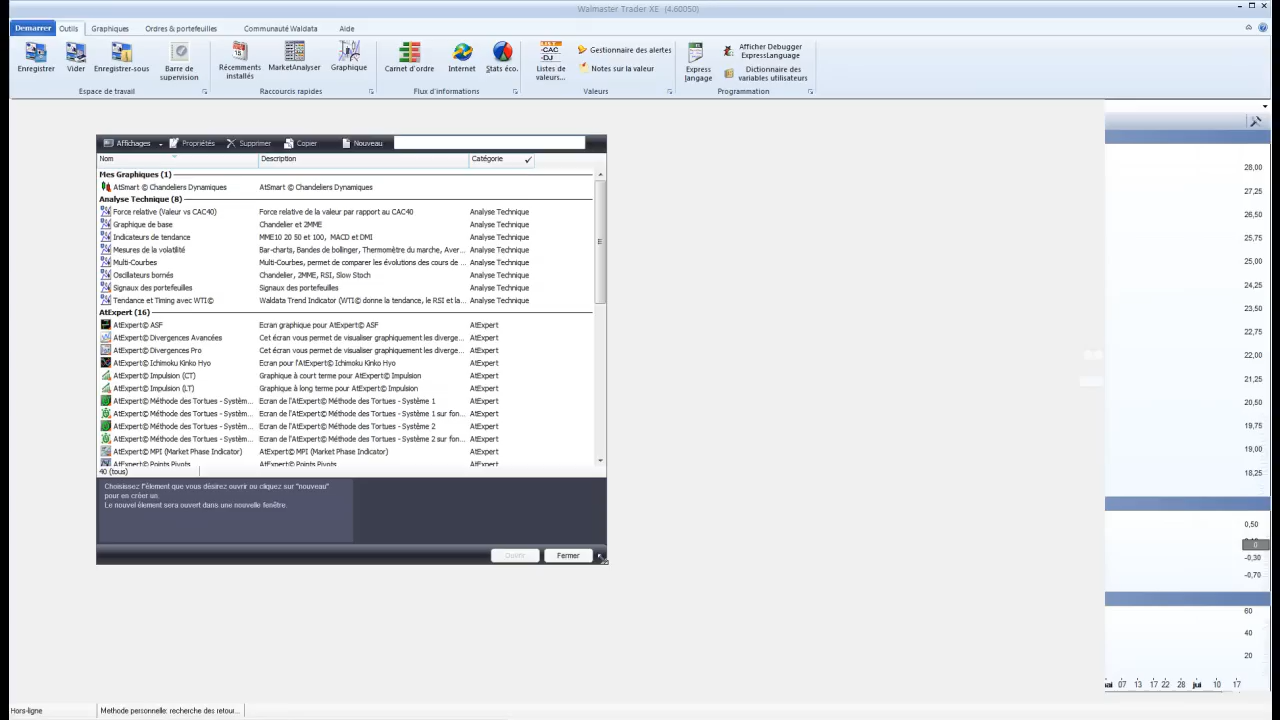 Walmaster Trader XE (4.60050)
Demarrer Outils Graphiques Ordres & portefeuilles Communauté Waldata Aide
Enregistrer Vider Enregistrer-sous Barre de supervision
Espace de travail
Récemments installés MarketAnalyser Graphique
Raccourcis rapides
Carnet d'ordre Internet Stats éco.
Flux d'informations
Listes de valeurs...
Gestionnaire des alertes
Notes sur la valeur
Valeurs
Express langage
Afficher Debugger ExpressLanguage
Dictionnaire des variables utilisateurs
Programmation
Affichages Propriétés Supprimer Copier Nouveau
Nom Description Catégorie
Mes Graphiques (1)
AtSmart © Chandeliers Dynamiques AtSmart © Chandeliers Dynamiques
Analyse Technique (8)
Force relative (Valeur vs CAC40) Force relative de la valeur par rapport au CAC40 Analyse Technique
Graphique de base Chandelier et 2MME Analyse Technique
Indicateurs de tendance MME10 20 50 et 100, MACD et DMI Analyse Technique
Mesures de la volatilité Bar-charts, Bandes de bollinger, Thermomètre du marche, Aver... Analyse Technique
Multi-Courbes Multi-Courbes, permet de comparer les évolutions des cours de ... Analyse Technique
Oscillateurs bornés Chandelier, 2MME, RSI, Slow Stoch Analyse Technique
Signaux des portefeuilles Signaux des portefeuilles Analyse Technique
Tendance et Timing avec WTI© Waldata Trend Indicator (WTI© donne la tendance, le RSI et la... Analyse Technique
AtExpert (16)
AtExpert© ASF Ecran graphique pour AtExpert© ASF AtExpert
AtExpert© Divergences Avancées Cet écran vous permet de visualiser graphiquement les diverge... AtExpert
AtExpert© Divergences Pro Cet écran vous permet de visualiser graphiquement les diverge... AtExpert
AtExpert© Ichimoku Kinko Hyo Ecran pour l'AtExpert© Ichimoku Kinko Hyo AtExpert
AtExpert© Impulsion (CT) Graphique à court terme pour AtExpert© Impulsion AtExpert
AtExpert© Impulsion (LT) Graphique à long terme pour AtExpert© Impulsion AtExpert
AtExpert© Méthode des Tortues - Systèm... Ecran de l'AtExpert© Méthode des Tortues - Système 1 AtExpert
AtExpert© Méthode des Tortues - Systèm... Ecran de l'AtExpert© Méthode des Tortues - Système 1 sur fon... AtExpert
AtExpert© Méthode des Tortues - Systèm... Ecran de l'AtExpert© Méthode des Tortues - Système 2 AtExpert
AtExpert© Méthode des Tortues - Systèm... Ecran de l'AtExpert© Méthode des Tortues - Système 2 sur fon... AtExpert
AtExpert© MPI (Market Phase Indicator) AtExpert© MPI (Market Phase Indicator) AtExpert
AtExpert© Points Pivots AtExpert© Points Pivots AtExpert
40 (tous)
Choisissez l'élement que vous désirez ouvrir ou cliquez sur "nouveau"
pour en créer un.
Le nouvel élement sera ouvert dans une nouvelle fenêtre.
Ouvrir Fermer
28,00
27,25
26,50
25,75
25,00
24,25
22,75
22,00
21,25
20,50
19,75
19,00
18,25
0,50
0
-0,30
-0,70
60
40
20
07 13 17 22 28 jui 10 17
Hors-ligne Methode personnelle: recherche des retou...